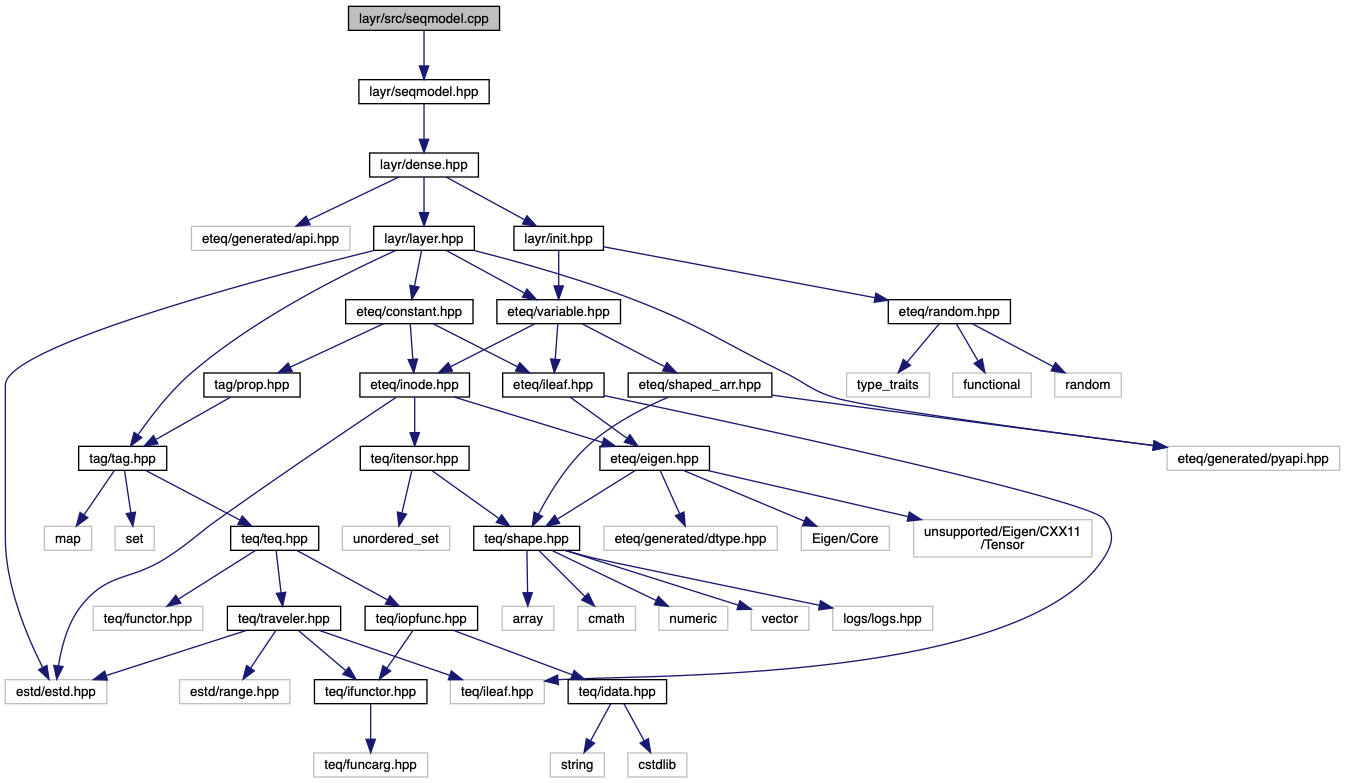 layr/src/seqmodel.cpp
layr/seqmodel.hpp
layr/dense.hpp
eteq/generated/api.hpp
layr/layer.hpp
layr/init.hpp
eteq/constant.hpp
eteq/variable.hpp
eteq/random.hpp
tag/prop.hpp
eteq/inode.hpp
eteq/ileaf.hpp
eteq/shaped_arr.hpp
type_traits
functional
random
tag/tag.hpp
teq/itensor.hpp
eteq/eigen.hpp
eteq/generated/pyapi.hpp
map
set
teq/teq.hpp
unordered_set
teq/shape.hpp
eteq/generated/dtype.hpp
Eigen/Core
unsupported/Eigen/CXX11
/Tensor
teq/functor.hpp
teq/traveler.hpp
teq/iopfunc.hpp
array
cmath
numeric
vector
logs/logs.hpp
estd/estd.hpp
estd/range.hpp
teq/ifunctor.hpp
teq/ileaf.hpp
teq/idata.hpp
teq/funcarg.hpp
string
cstdlib